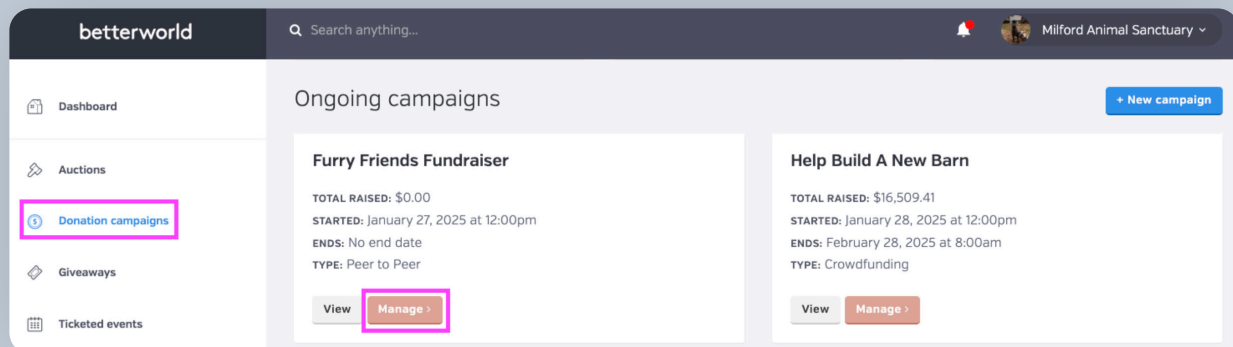 betterworld
Search anything...
Milford Animal Sanctuary
Dashboard
Auctions
Donation campaigns
Giveaways
Ticketed events
Ongoing campaigns
+ New campaign
Furry Friends Fundraiser
TOTAL RAISED: $0.00
STARTED: January 27, 2025 at 12:00pm
ENDS: No end date
TYPE: Peer to Peer
View
Manage >
Help Build A New Barn
TOTAL RAISED: $16,509.41
STARTED: January 28, 2025 at 12:00pm
ENDS: February 28, 2025 at 8:00am
TYPE: Crowdfunding
View
Manage >